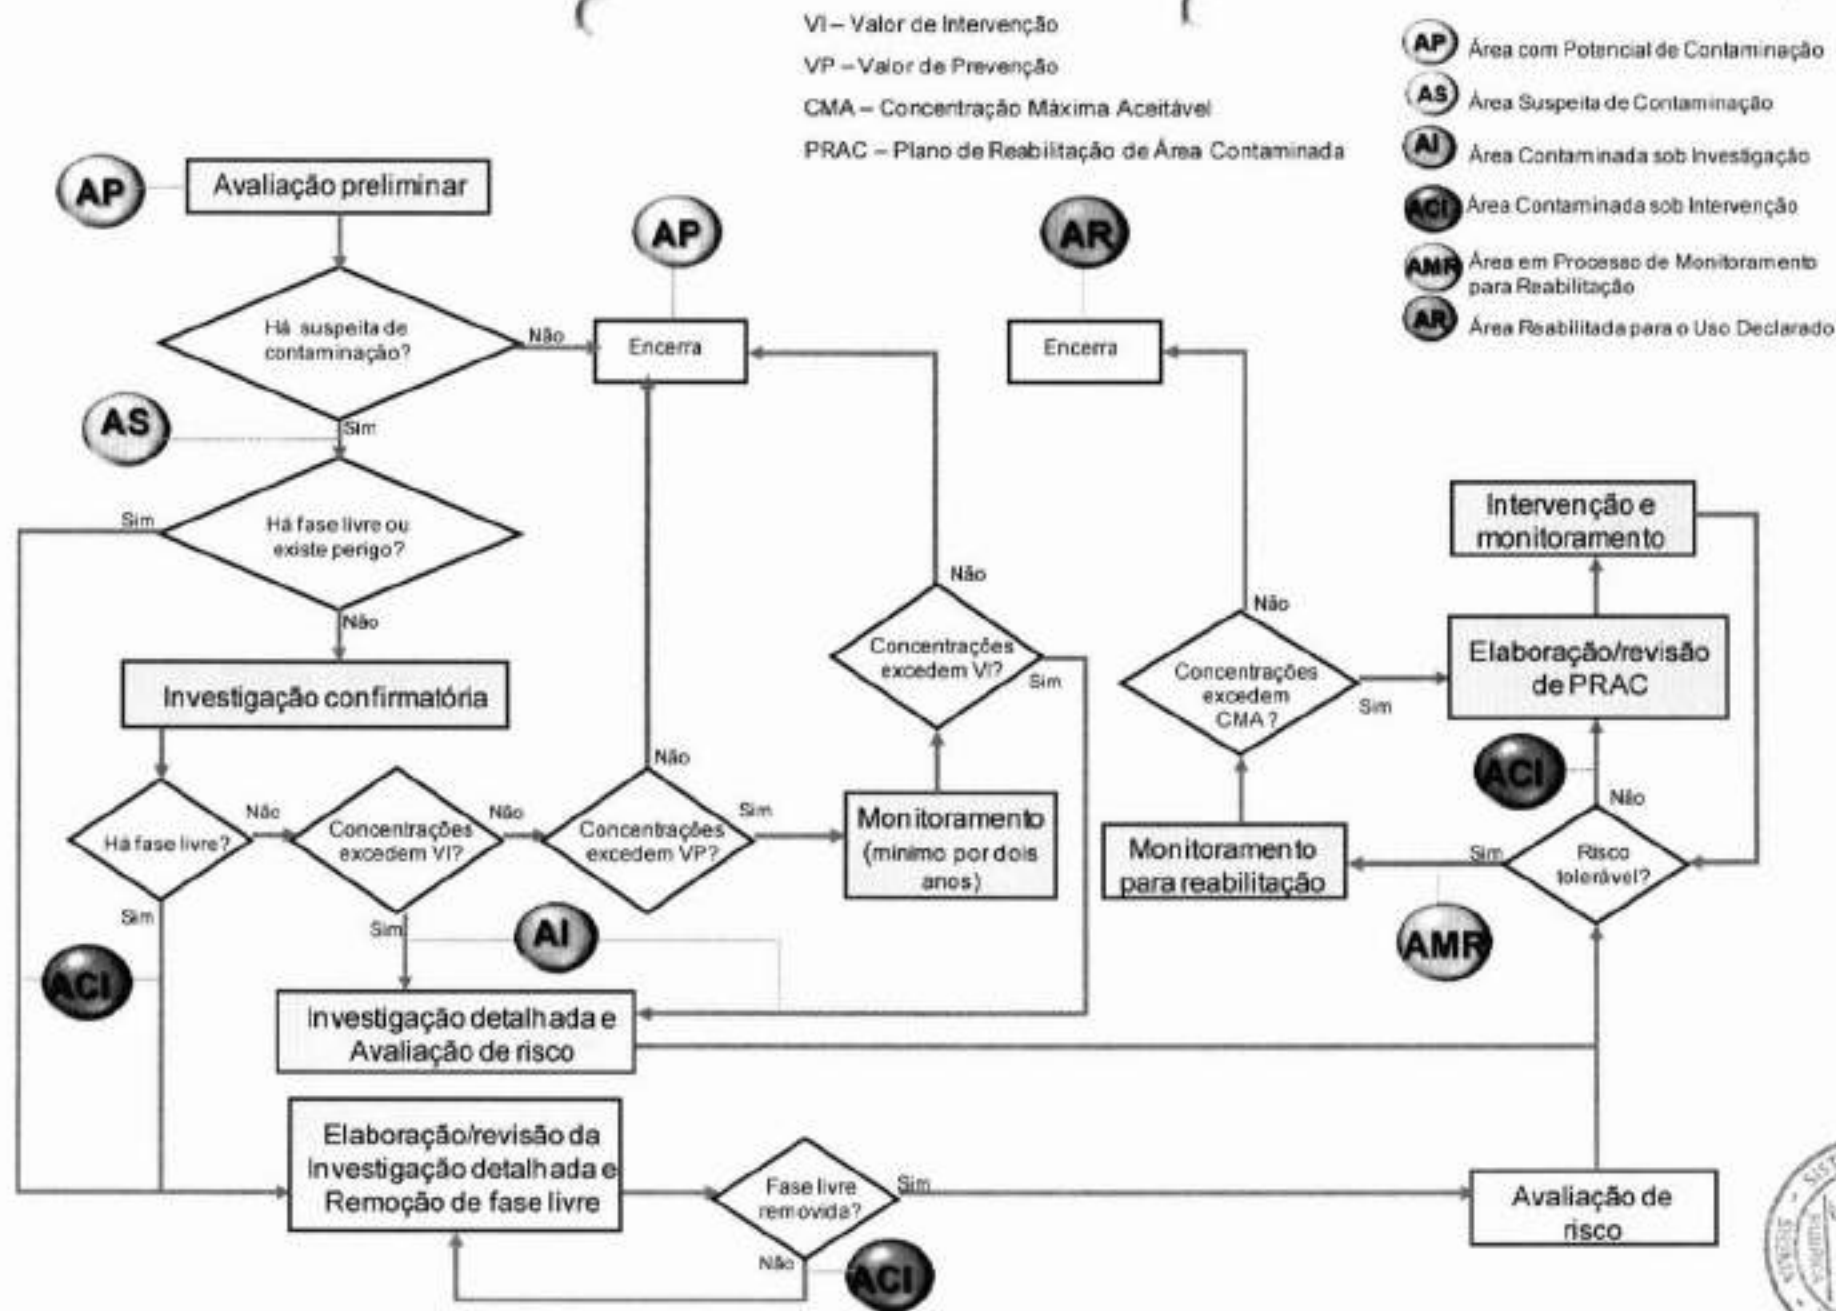 VI – Valor de Intervenção
VP – Valor de Prevenção
CMA – Concentração Máxima Aceitável
PRAC – Plano de Reabilitação de Área Contaminada
AP Área com Potencial de Contaminação
AS Área Suspeita de Contaminação
AI Área Contaminada sob Investigação
ACI Área Contaminada sob Intervenção
AMR Área em Processo de Monitoramento
para Reabilitação
AR Área Reabilitada para o Uso Declarado
AP
Avaliação preliminar
AP
AR
Há suspeita de
contaminação?
Não
Encerra
Encerra
AS
Sim
Sim
Há fase livre ou
existe perigo?
Não
Investigação confirmatória
Há fase livre?
Não
Sim
ACI
Concentrações
excedem VI?
Não
Sim
AI
Concentrações
excedem VP?
Não
Sim
Monitoramento
(mínimo por dois
anos)
Concentrações
excedem VI?
Não
Sim
Concentrações
excedem
CMA?
Não
Sim
Intervenção e
monitoramento
Elaboração/revisão
de PRAC
ACI
Não
Monitoramento
para reabilitação
Sim
Risco
tolerável?
AMR
Investigação detalhada e
Avaliação de risco
Elaboração/revisão da
Investigação detalhada e
Remoção de fase livre
Fase livre
removida?
Sim
Não
ACI
Avaliação de
risco